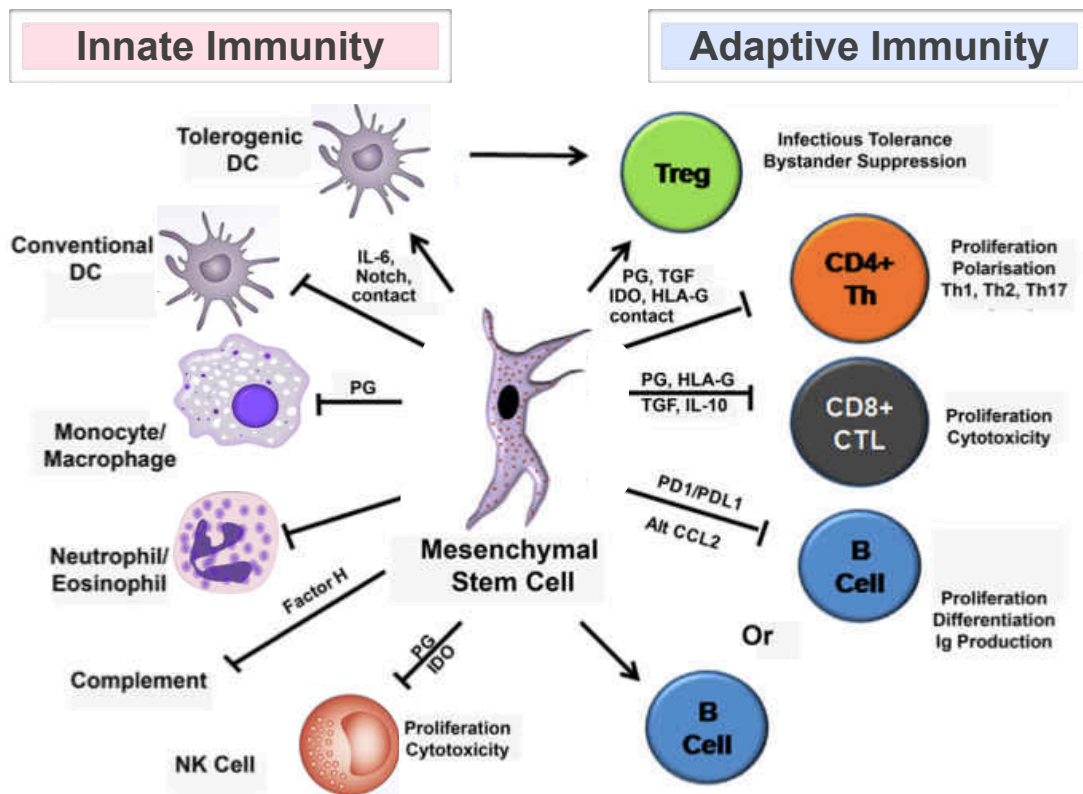 Innate Immunity
Adaptive Immunity
Tolerogenic
DC
Treg
Infectious Tolerance
Bystander Suppression
Conventional
DC
IL-6,
Notch,
contact
PG, TGF
IDO, HLA-G
contact
CD4+
Th
Proliferation
Polarisation
Th1, Th2, Th17
Monocyte/
Macrophage
PG
PG, HLA-G
TGF, IL-10
CD8+
CTL
Proliferation
Cytotoxicity
Neutrophil/
Eosinophil
Mesenchymal
Stem Cell
PD1/PDL1
Alt CCL2
B
Cell
Proliferation
Differentiation
Ig Production
Factor H
Complement
PG
IDO
NK Cell
Proliferation
Cytotoxicity
Or
B
Cell